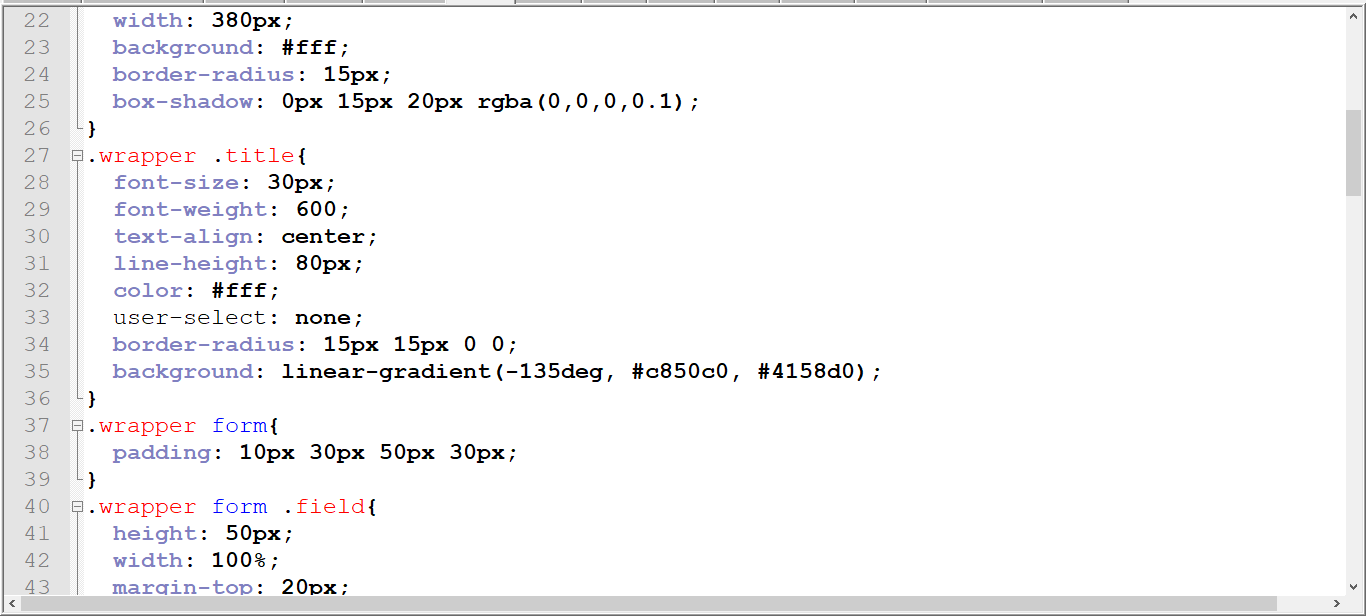 22 width: 380px;
23 background: #fff;
24 border-radius: 15px;
25 box-shadow: 0px 15px 20px rgba(0,0,0,0.1);
26 }
27 .wrapper .title{
28 font-size: 30px;
29 font-weight: 600;
30 text-align: center;
31 line-height: 80px;
32 color: #fff;
33 user-select: none;
34 border-radius: 15px 15px 0 0;
35 background: linear-gradient(-135deg, #c850c0, #4158d0);
36 }
37 .wrapper form{
38 padding: 10px 30px 50px 30px;
39 }
40 .wrapper form .field{
41 height: 50px;
42 width: 100%;
43 margin-top: 20px;